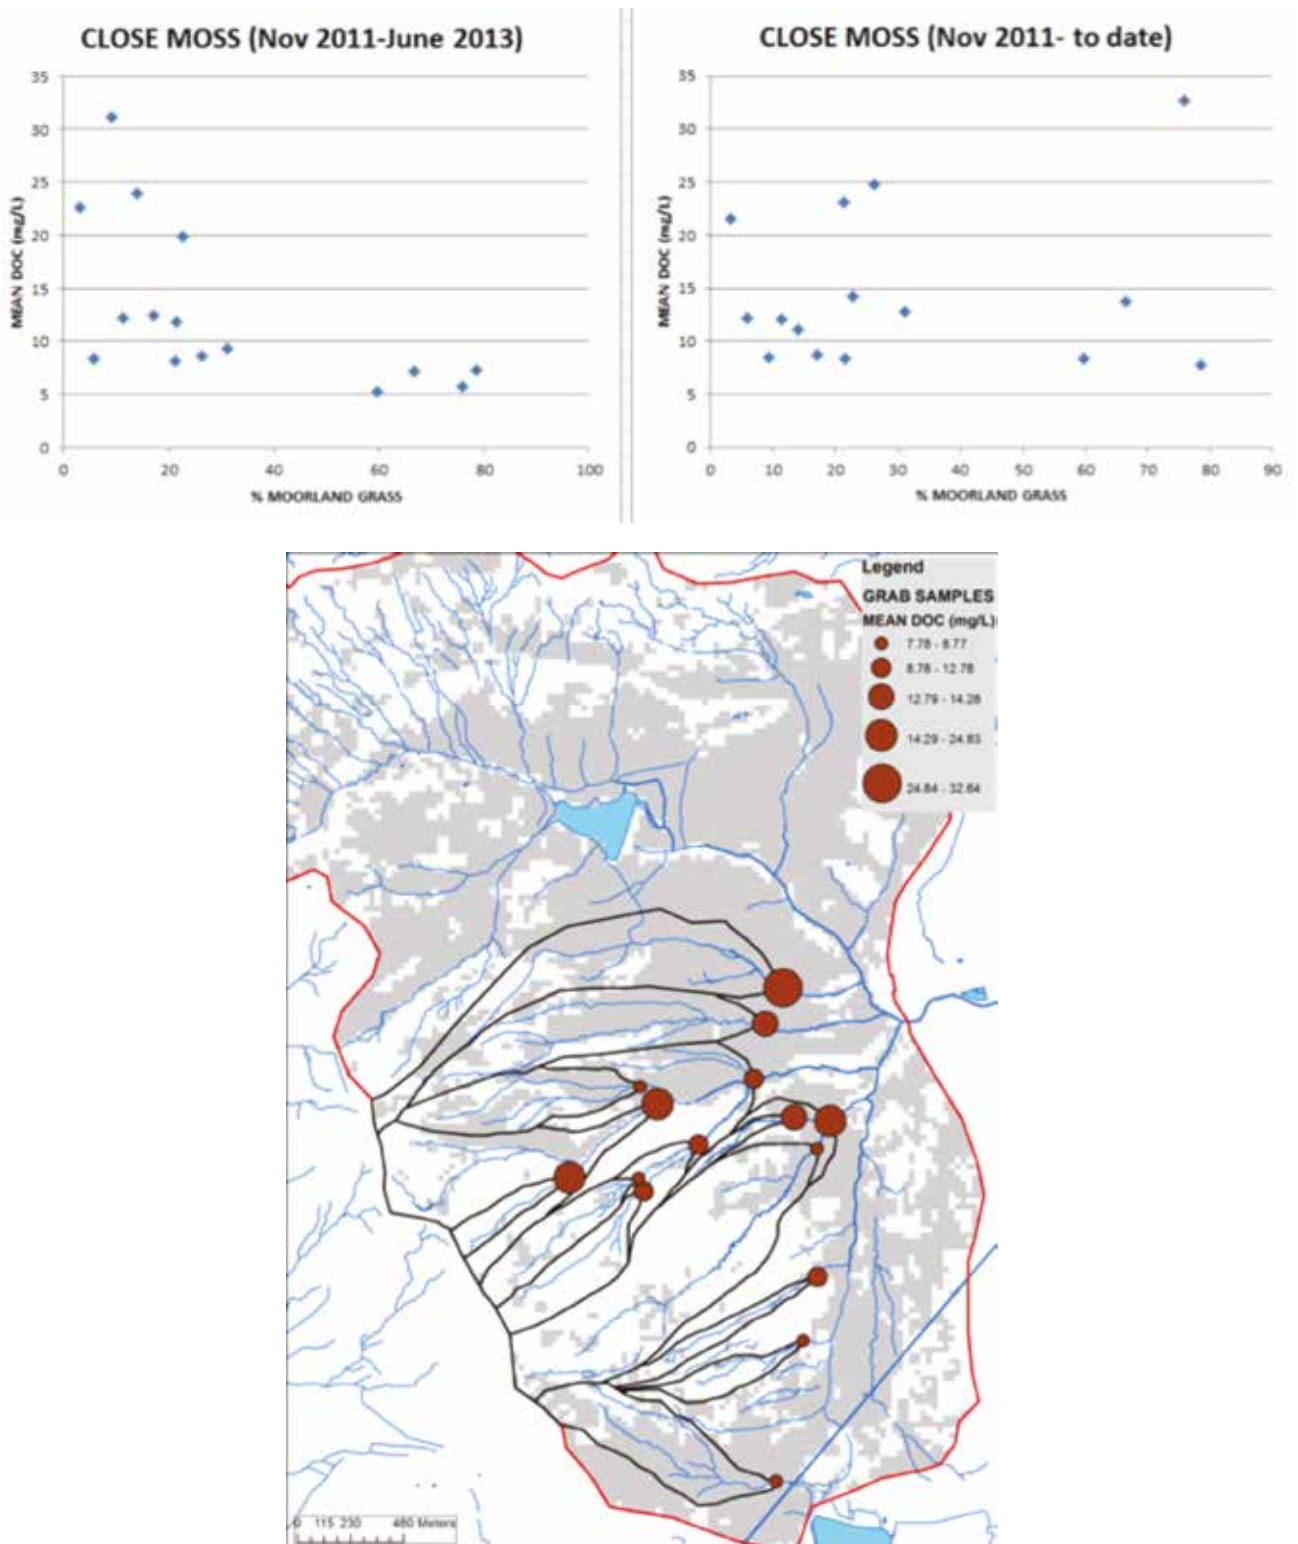 CLOSE MOSS (Nov 2011-June 2013)
35
30
25
20
15
10
5
0
MEAN DOC (mg/L)
0 20 40 60 80 100
% MOORLAND GRASS
CLOSE MOSS (Nov 2011- to date)
35
30
25
20
15
10
5
0
MEAN DOC (mg/L)
0 10 20 30 40 50 60 70 80 90
% MOORLAND GRASS
Legend
GRAB SAMPLES
MEAN DOC (mg/L)
7.78 - 8.77
8.78 - 12.78
12.79 - 14.28
14.29 - 24.83
24.84 - 32.64
0 115 230 460 Meters